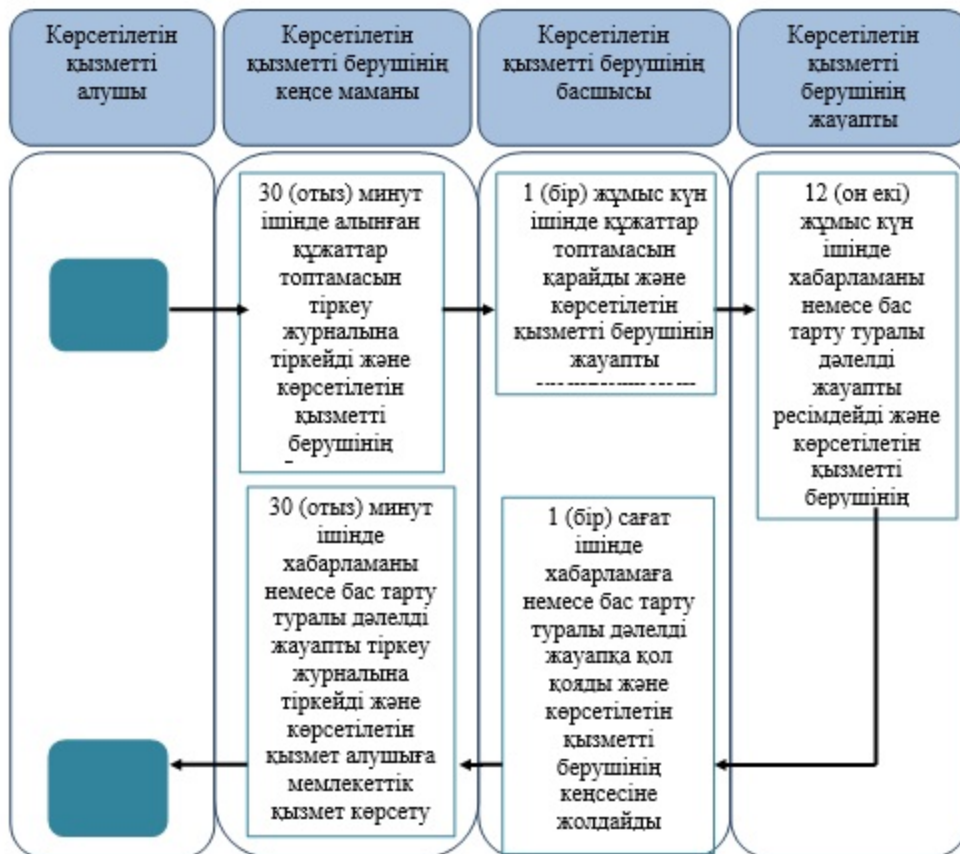 Көрсетілетін
қызметті
алушы
Көрсетілетін
қызметті берушінің
кеңсе маманы
Көрсетілетін
қызметті берушінің
басшысы
Көрсетілетін
қызметті
берушінің
жауапты
30 (отыз) минут
ішінде алынған
құжаттар
топтамасын
тіркеу
журналына
тіркейді және
көрсетілетін
қызметті
берушінің
1 (бір) жұмыс күн
ішінде құжаттар
топтамасын
қарайды және
көрсетілетін
қызметті берушінің
жауапты
12 (он екі)
жұмыс күн
ішінде
хабарламаны
немесе бас
тарту туралы
дәлелді
жауапты
ресімдейді және
көрсетілетін
қызметті
берушінің
30 (отыз) минут
ішінде
хабарламаны
немесе бас тарту
туралы дәлелді
жауапты тіркеу
журналына
тіркейді және
көрсетілетін
қызмет алушыға
мемлекеттік
қызмет көрсету
1 (бір) сағат
ішінде
хабарламаға
немесе бас тарту
туралы дәлелді
жауапқа қол
қояды және
көрсетілетін
қызметті
берушінің
кеңсесіне
жолдайды